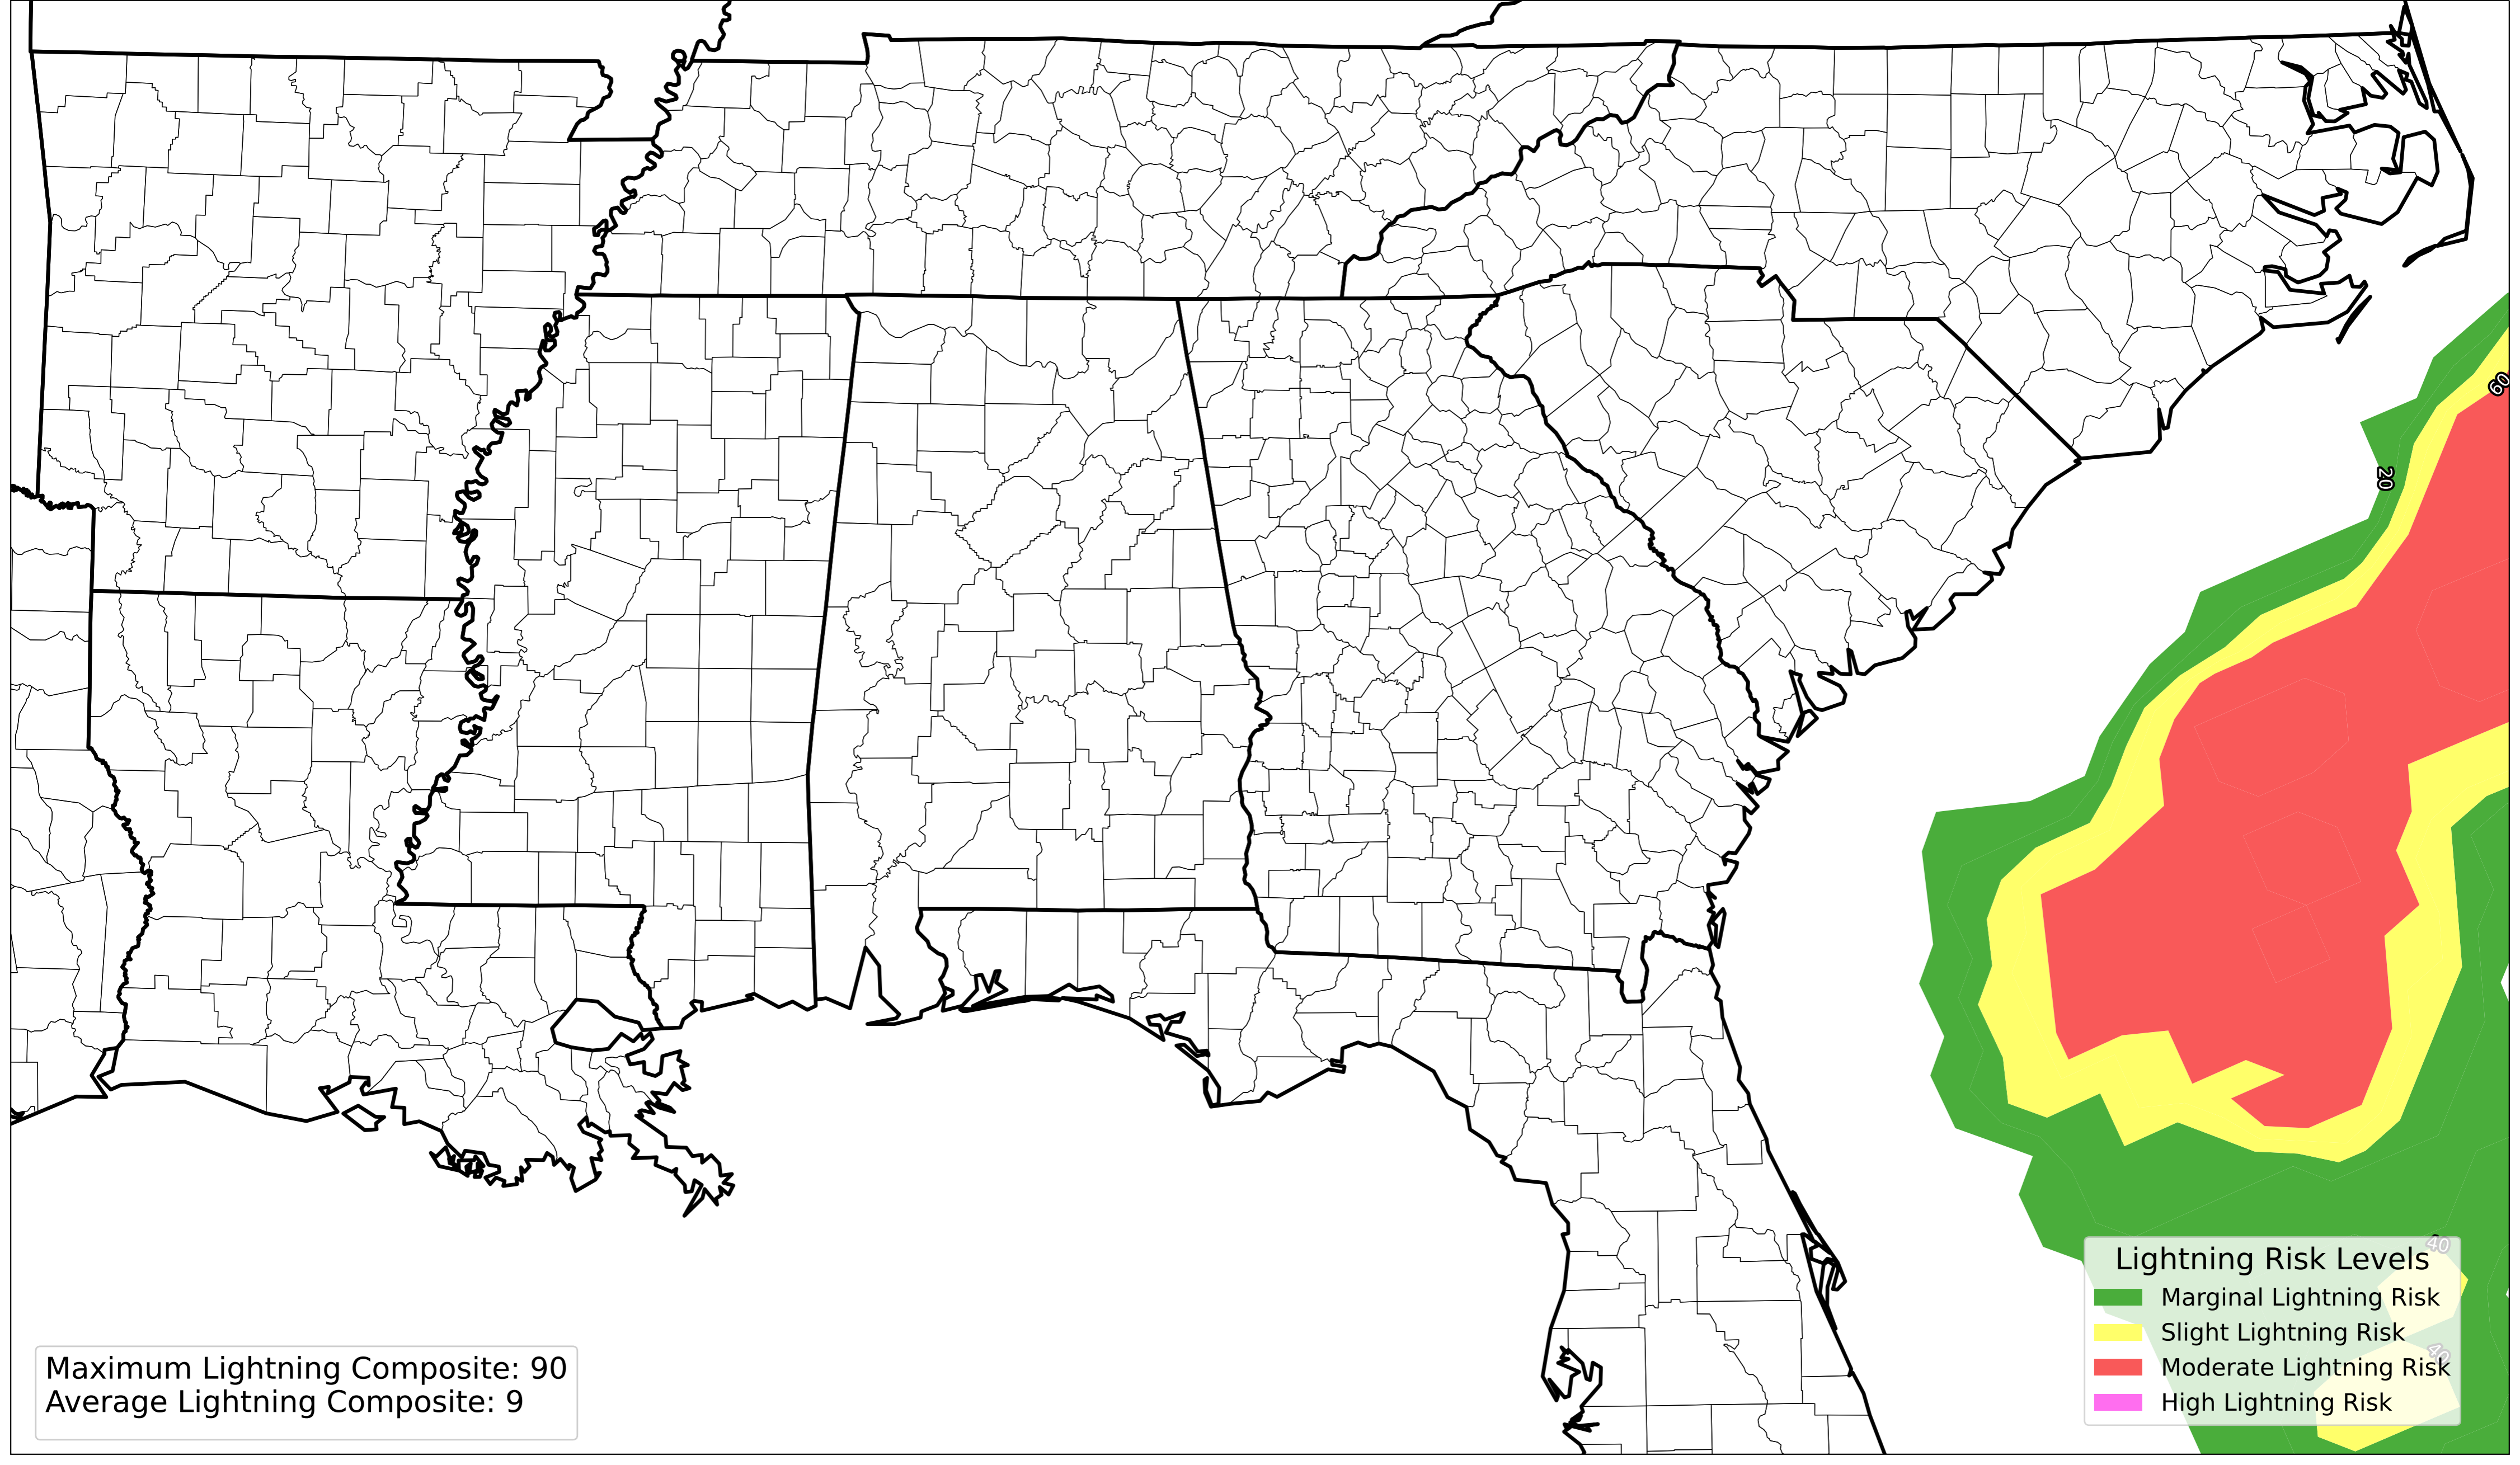 60
20
40
Lightning Risk Levels
Marginal Lightning Risk
Slight Lightning Risk
40
Moderate Lightning Risk
High Lightning Risk
Maximum Lightning Composite: 90
Average Lightning Composite: 9